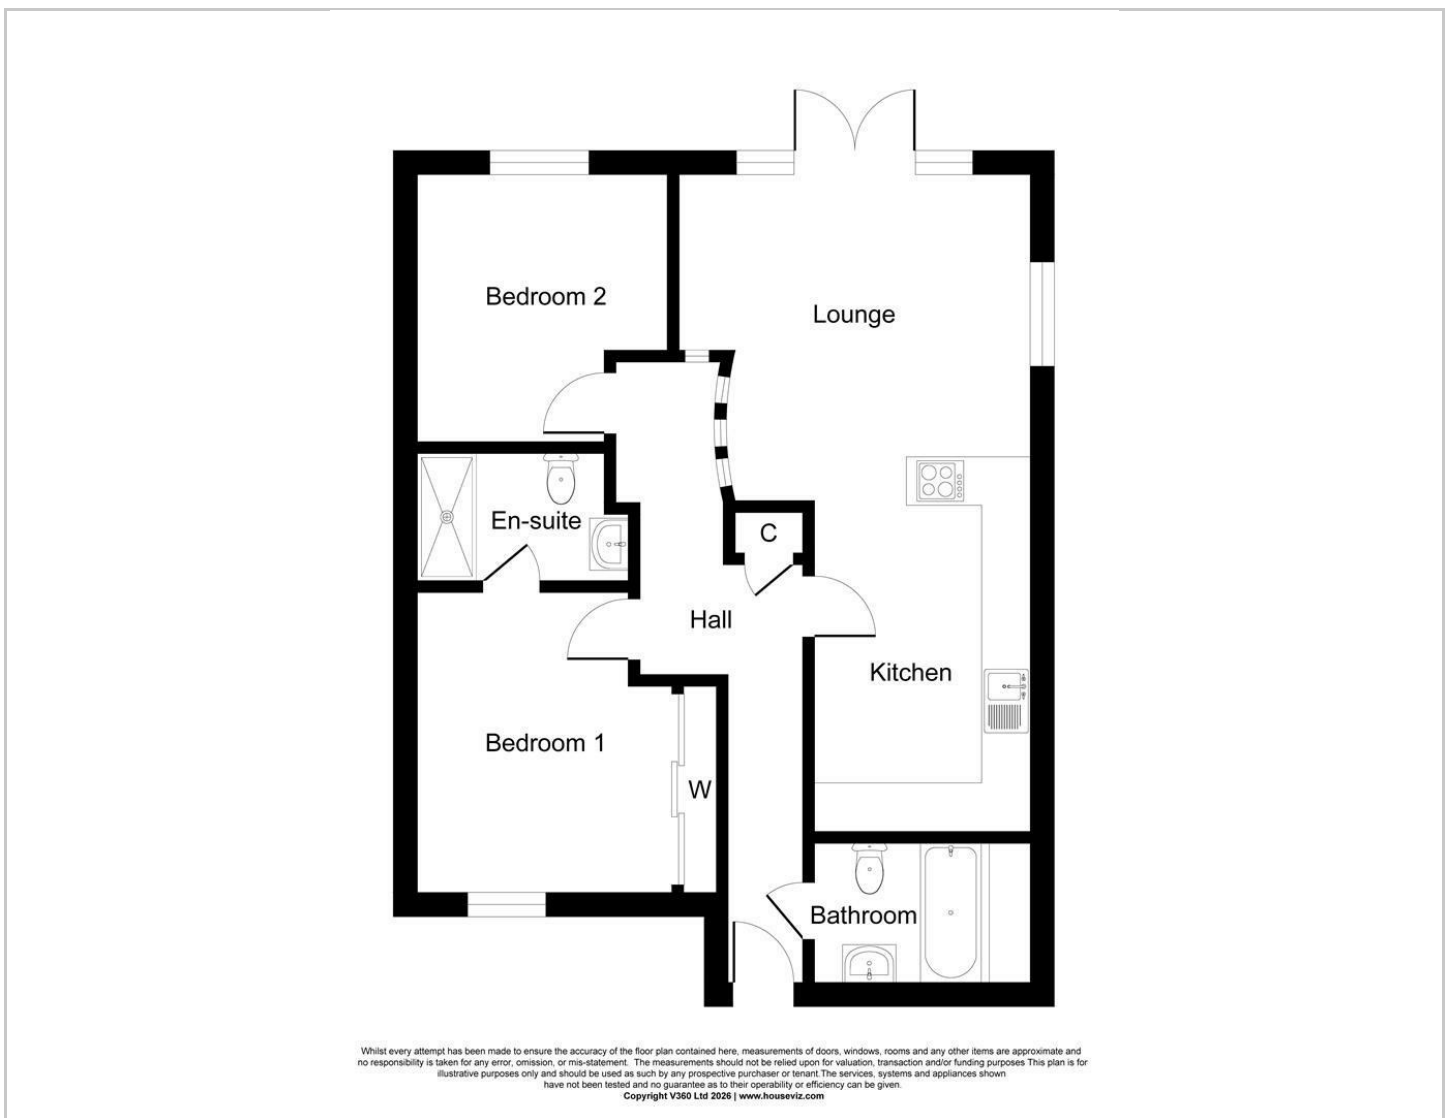 Bedroom 2
Lounge
En-suite
C
Hall
Kitchen
Bedroom 1
W
Bathroom
Whilst every attempt has been made to ensure the accuracy of the floor plan contained here, measurements of doors, windows, rooms and any other items are approximate and
no responsibility is taken for any error, omission, or mis-statement. The measurements should not be relied upon for valuation, transaction and/or funding purposes This plan is for
illustrative purposes only and should be used as such by any prospective purchaser or tenant.The services, systems and appliances shown
have not been tested and no guarantee as to their operability or efficiency can be given.
Copyright V360 Ltd 2026 | www.houseviz.com